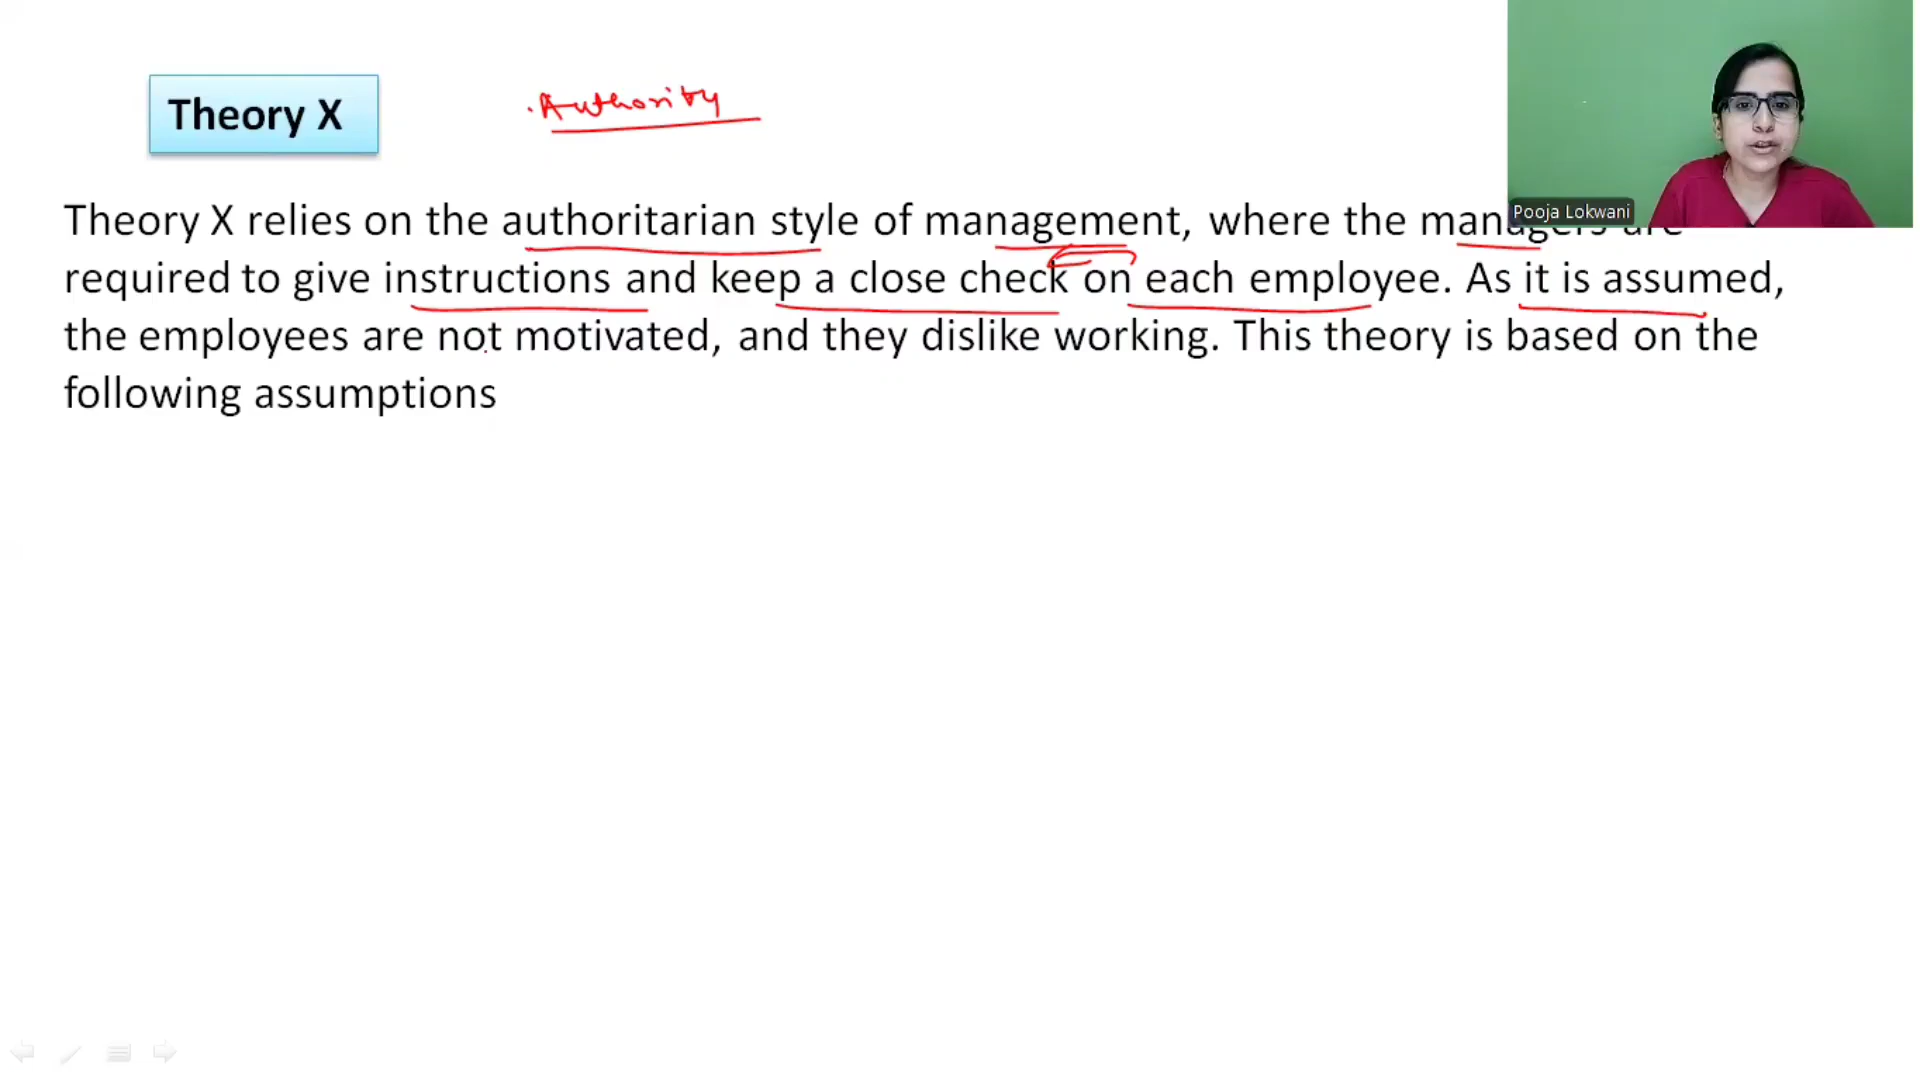 Theory X
. Authority
Pooja Lokwani
Theory X relies on the authoritarian style of management, where the managers are
required to give instructions and keep a close check on each employee. As it is assumed,
the employees are not motivated, and they dislike working. This theory is based on the
following assumptions